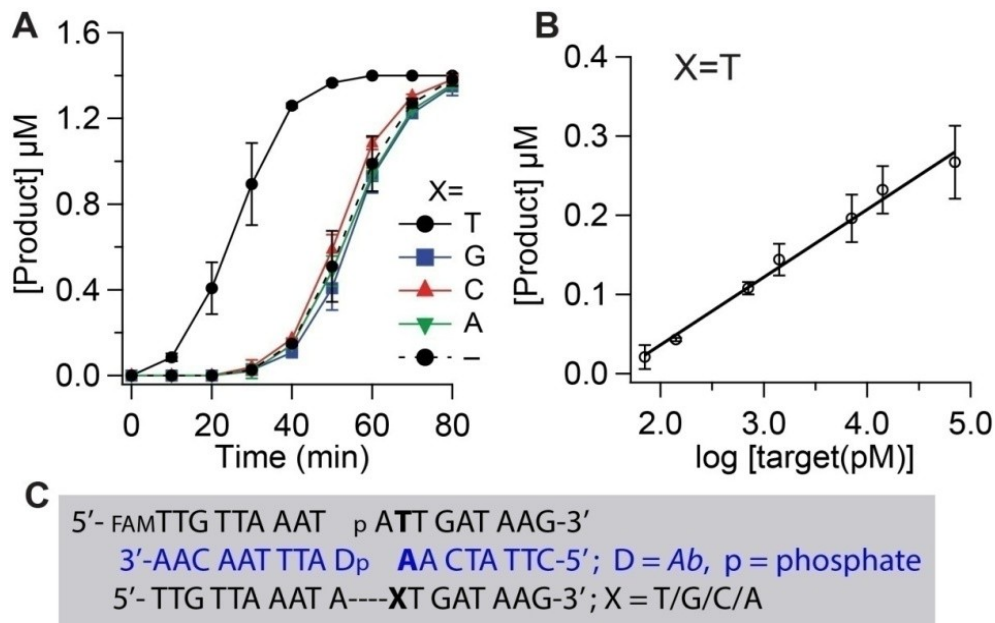 A
B
1.6
1.2
0.8
0.4
0.0
[Product] µM
0
20
40
60
80
Time (min)
X=
T
G
C
A
–
0.4
0.3
0.2
0.1
0.0
[Product] µM
X=T
2.0
3.0
4.0
5.0
log [target(pM)]
C
5′- FAMTTG TTA AAT p ATT GAT AAG-3′
3′-AAC AAT TTA Dp AA CTA TTC-5′; D = Ab, p = phosphate
5′- TTG TTA AAT A----XT GAT AAG-3′; X = T/G/C/A